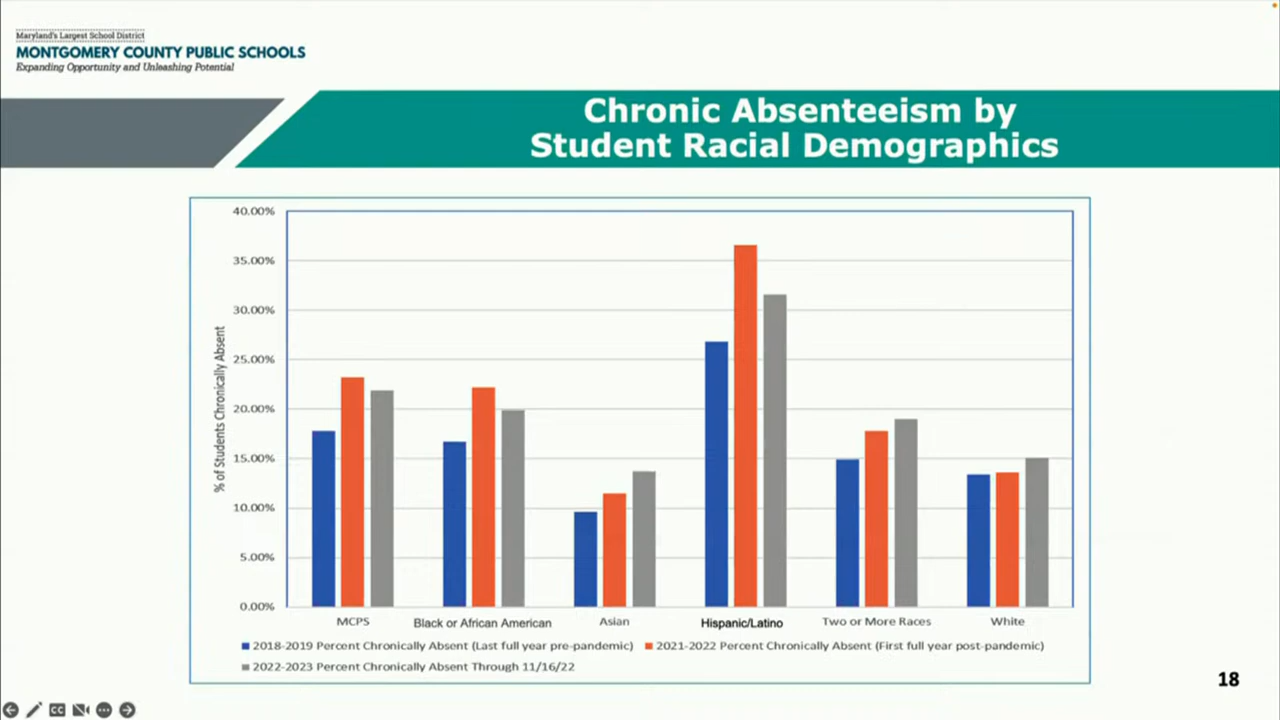 Maryland's Largest School District
MONTGOMERY COUNTY PUBLIC SCHOOLS
Expanding Opportunity and Unleashing Potential
Chronic Absenteeism by
Student Racial Demographics
40.00%
35.00%
30.00%
25.00%
20.00%
15.00%
10.00%
5.00%
0.00%
% of Students Chronically Absent
MCPS
Black or African American
Asian
Hispanic/Latino
Two or More Races
White
2018-2019 Percent Chronically Absent (Last full year pre-pandemic)
2021-2022 Percent Chronically Absent (First full year post-pandemic)
2022-2023 Percent Chronically Absent Through 11/16/22
18
CC